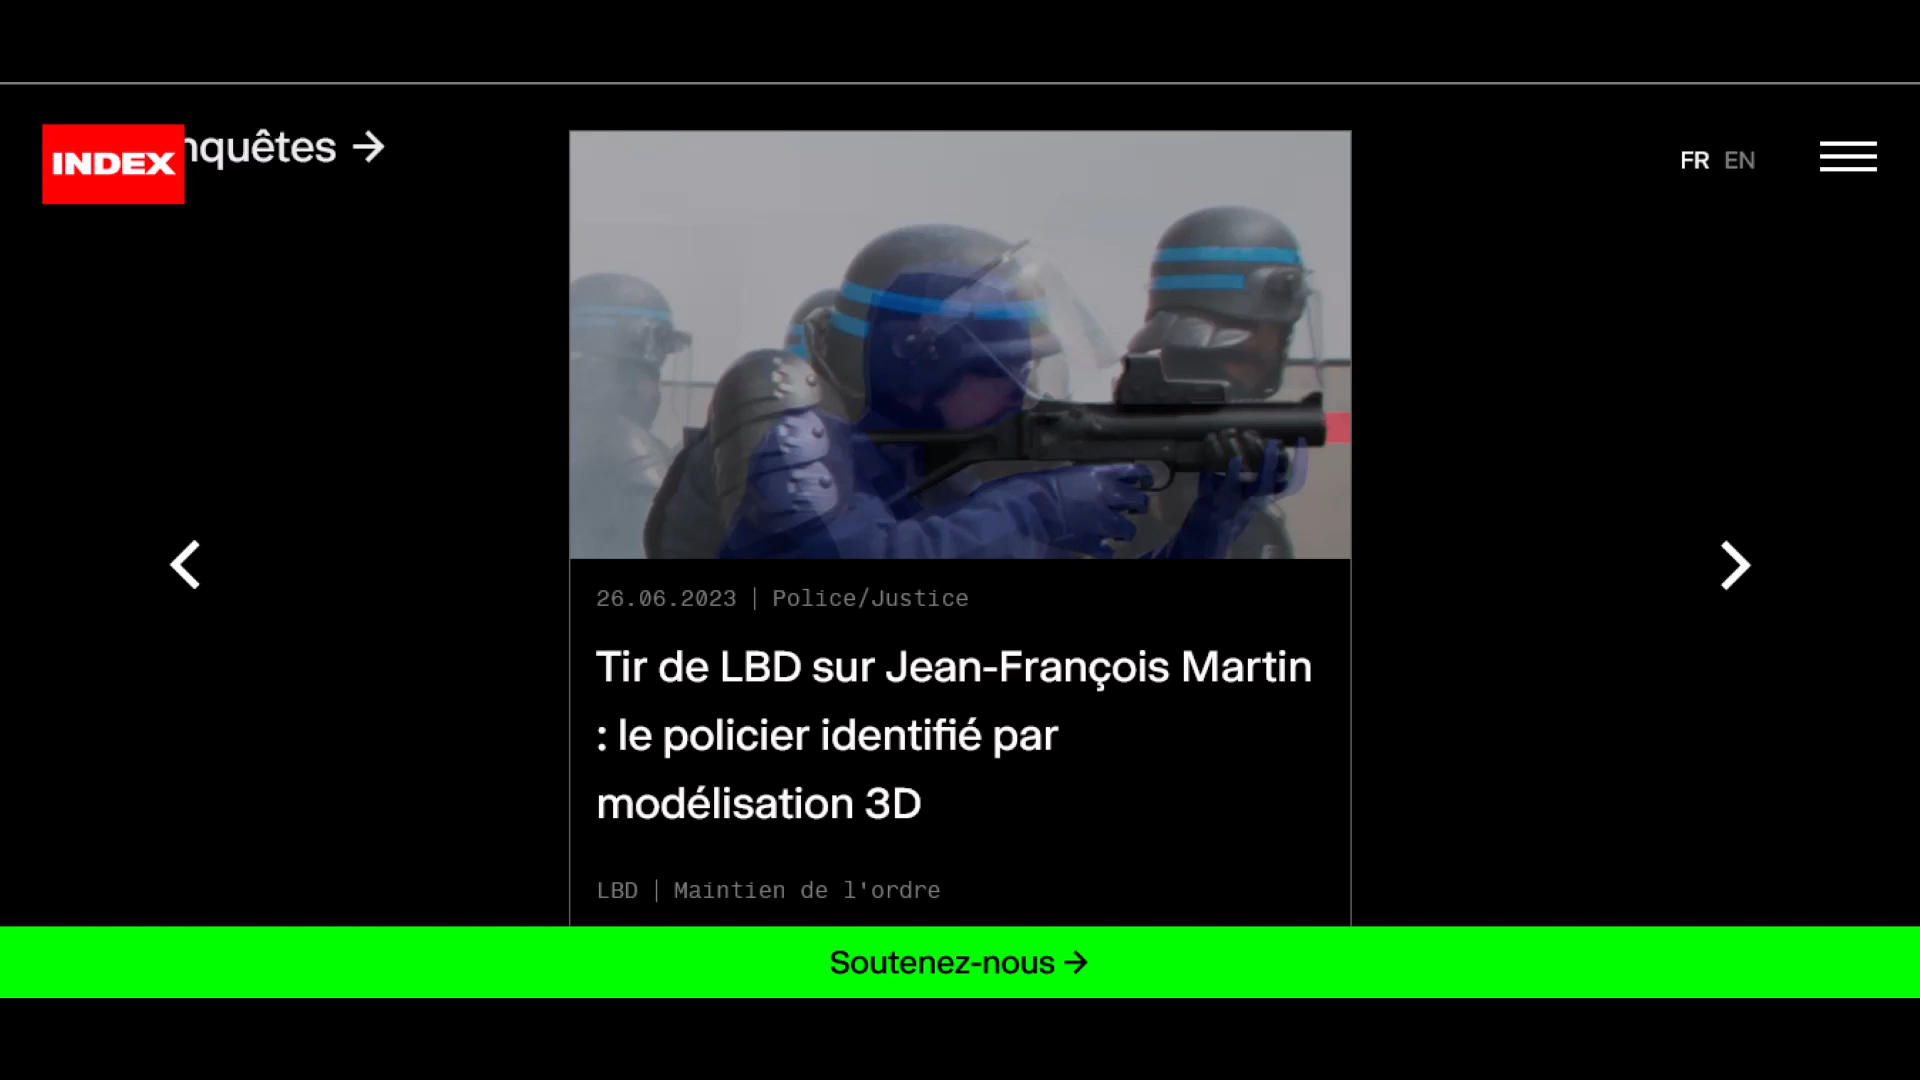 INDEX
nquêtes →
FR EN
26.06.2023 | Police/Justice
Tir de LBD sur Jean-François Martin
: le policier identifié par
modélisation 3D
LBD | Maintien de l'ordre
Soutenez-nous →